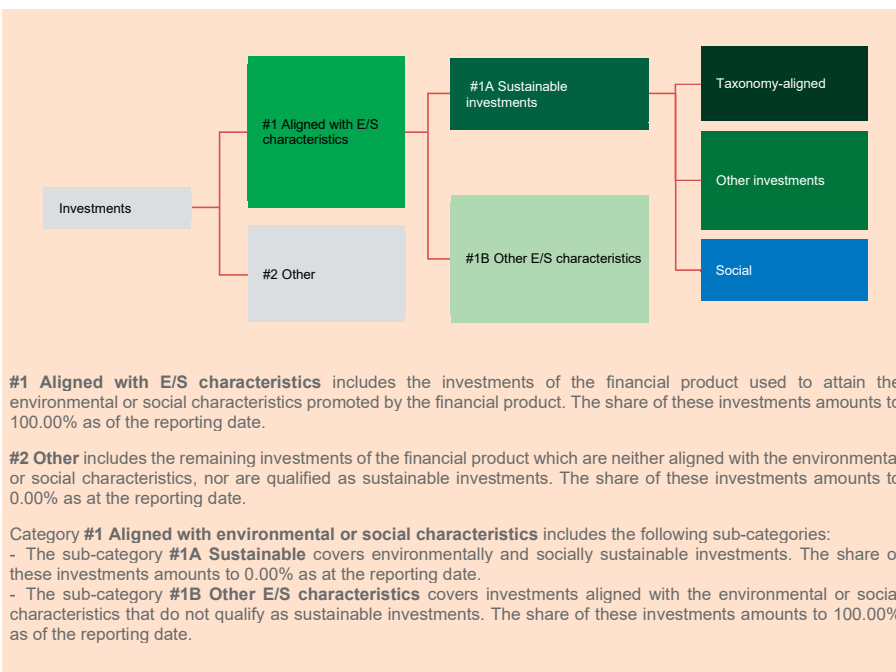 #1A Sustainable
investments
Taxonomy-aligned
#1 Aligned with E/S
characteristics
Other investments
Investments
#1B Other E/S characteristics
#2 Other
Social
#1 Aligned with E/S characteristics includes the investments of the financial product used to attain the
environmental or social characteristics promoted by the financial product. The share of these investments amounts to
100.00% as of the reporting date.
#2 Other includes the remaining investments of the financial product which are neither aligned with the environmental
or social characteristics, nor are qualified as sustainable investments. The share of these investments amounts to
0.00% as at the reporting date.
Category #1 Aligned with environmental or social characteristics includes the following sub-categories:
- The sub-category #1A Sustainable covers environmentally and socially sustainable investments. The share of
these investments amounts to 0.00% as at the reporting date.
- The sub-category #1B Other E/S characteristics covers investments aligned with the environmental or social
characteristics that do not qualify as sustainable investments. The share of these investments amounts to 100.00%
as of the reporting date.